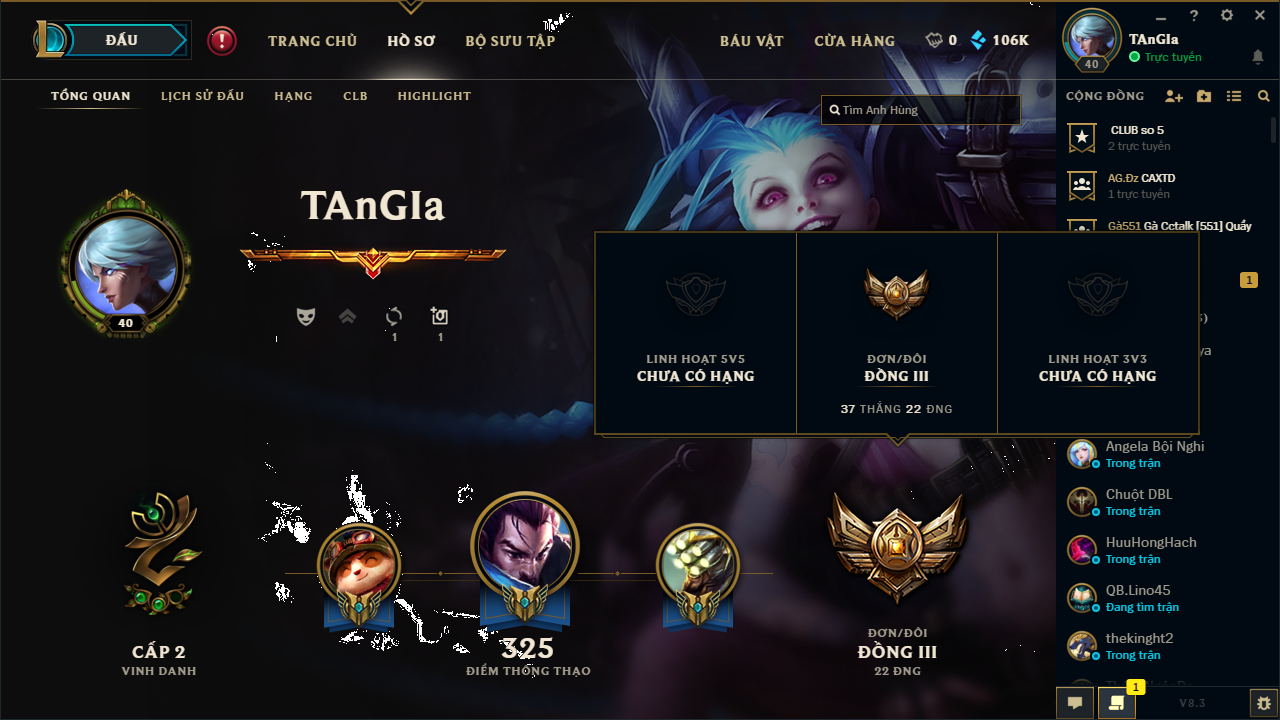 ĐẤU
TRANG CHỦ
HỒ SƠ
BỘ SƯU TẬP
BÁU VẬT
CỬA HÀNG
0
106K
TAnGIa
Trực tuyến
40
TỔNG QUAN
LỊCH SỬ ĐẤU
HẠNG
CLB
HIGHLIGHT
Tìm Anh Hùng
CỘNG ĐỒNG
CLUB so 5
2 trực tuyến
AG.Đz CAXTD
1 trực tuyến
Gà551 Gà Cctalk [551] Quẩy
1
TAnGIa
40
1
1
LINH HOẠT 5V5
CHƯA CÓ HẠNG
ĐƠN/ĐÔI
ĐỒNG III
37 THẮNG 22 ĐNG
LINH HOẠT 3V3
CHƯA CÓ HẠNG
Angela Bội Nghi
Trong trận
Chuột DBL
Trong trận
HuuHongHach
Trong trận
QB.Lino45
Đang tìm trận
thekinght2
Trong trận
CẤP 2
VINH DANH
325
ĐIỂM THÔNG THẠO
ĐƠN/ĐÔI
ĐỒNG III
22 ĐNG
1
V8.3